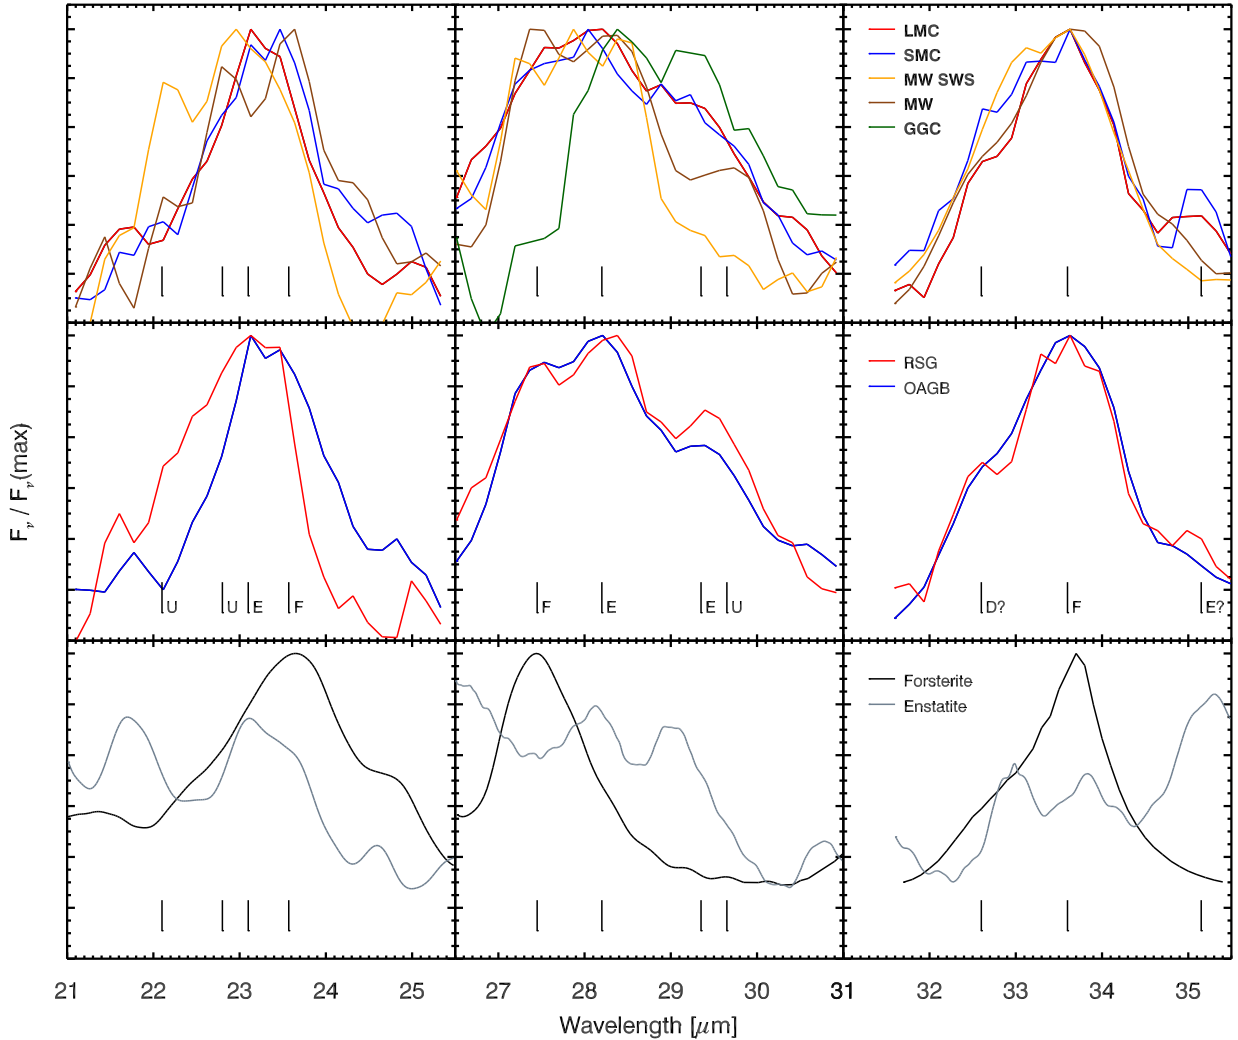 LMC
SMC
MW SWS
MW
GGC
RSG
OAGB
U U E F
F E E U
D? F E?
Forsterite
Enstatite
F𝜈 / F𝜈(max)
21 22 23 24 25 27 28 29 30 31 32 33 34 35
Wavelength [μm]